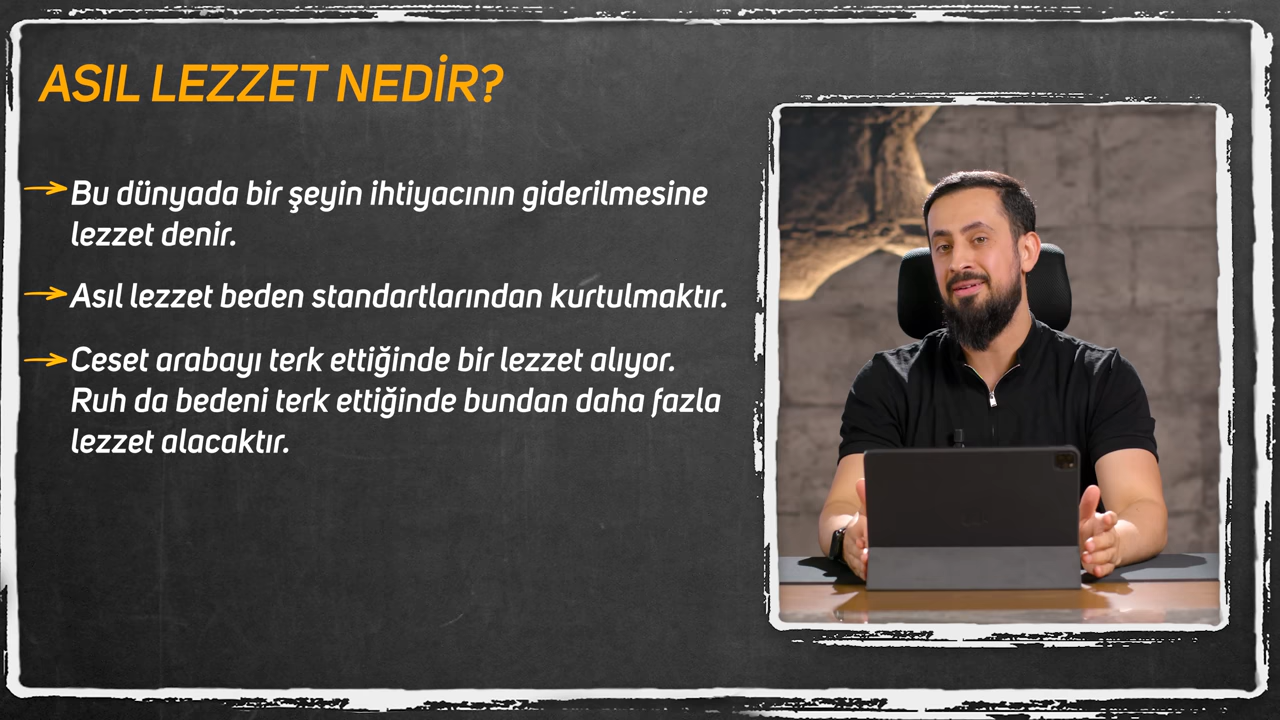 ASIL LEZZET NEDİR?
Bu dünyada bir şeyin ihtiyacının giderilmesine
lezzet denir.
Asıl lezzet beden standartlarından kurtulmaktır.
Ceset arabayı terk ettiğinde bir lezzet alıyor.
Ruh da bedeni terk ettiğinde bundan daha fazla
lezzet alacaktır.